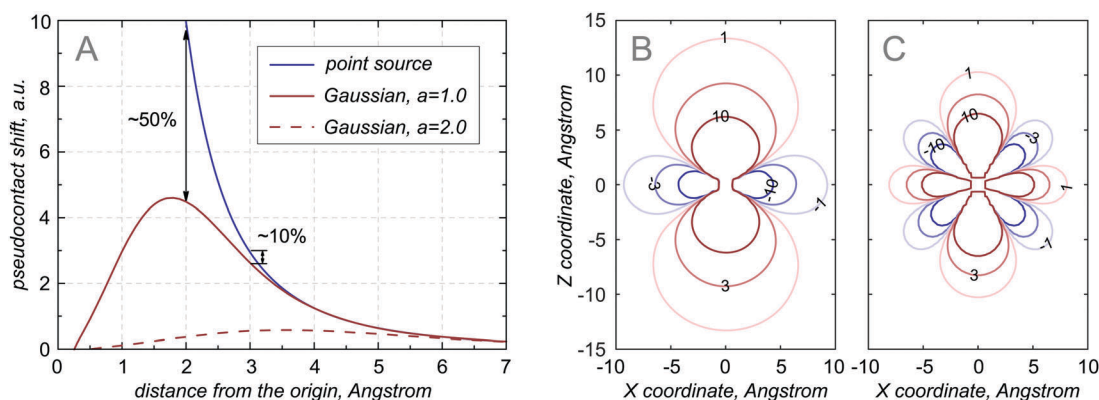 A
point source
Gaussian, a=1.0
Gaussian, a=2.0
~50%
~10%
pseudocontact shift, a.u.
10
8
6
4
2
0
0 1 2 3 4 5 6 7
distance from the origin, Angstrom
B
1
10
-3
-10
-1
3
Z coordinate, Angstrom
15
10
5
0
-5
-10
-15
-10 -5 0 5 10
X coordinate, Angstrom
C
1
10
-10
-3
1
-1
3
-10 -5 0 5 10
X coordinate, Angstrom